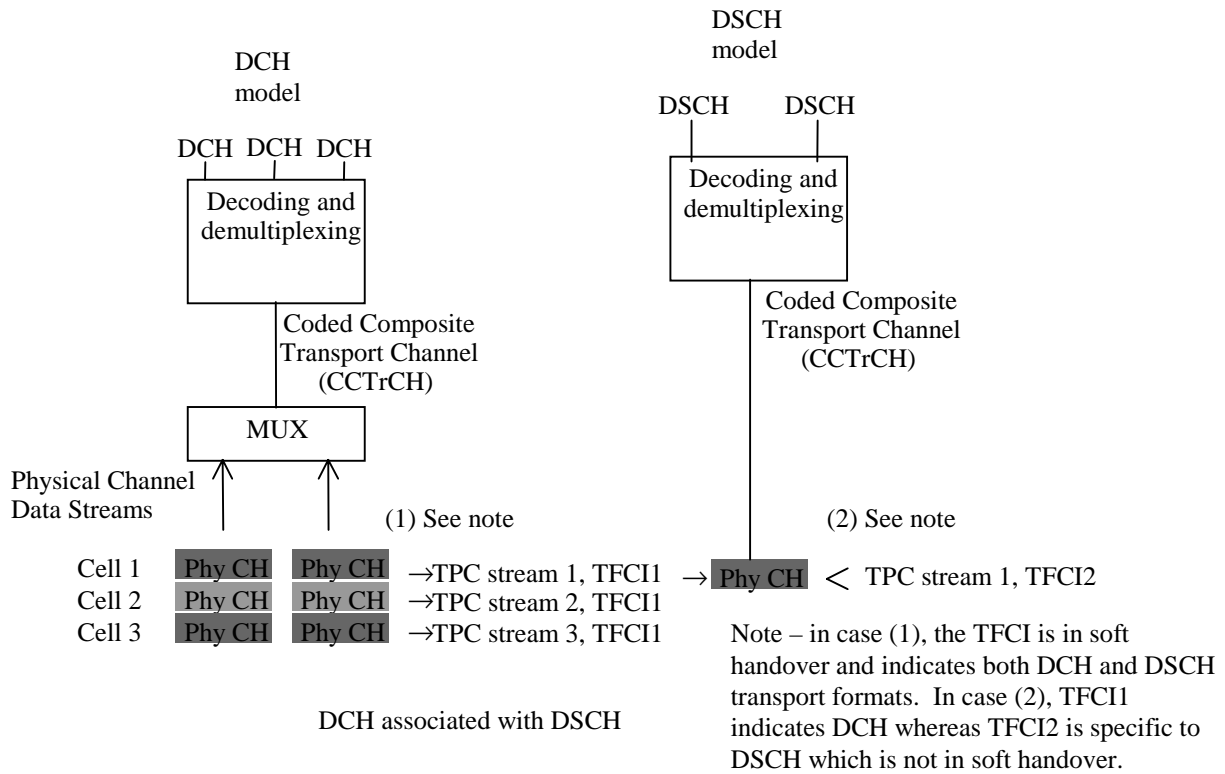 DCH
model
DSCH
model
DCH DCH DCH
DSCH DSCH
Decoding and
demultiplexing
Decoding and
demultiplexing
Coded Composite
Transport Channel
(CCTrCH)
Coded Composite
Transport Channel
(CCTrCH)
MUX
Physical Channel
Data Streams
(1) See note
(2) See note
Cell 1 Phy CH Phy CH →TPC stream 1, TFCI1 → Phy CH < TPC stream 1, TFCI2
Cell 2 Phy CH Phy CH →TPC stream 2, TFCI1
Cell 3 Phy CH Phy CH →TPC stream 3, TFCI1
Note – in case (1), the TFCI is in soft
handover and indicates both DCH and DSCH
transport formats. In case (2), TFCI1
indicates DCH whereas TFCI2 is specific to
DSCH which is not in soft handover.
DCH associated with DSCH